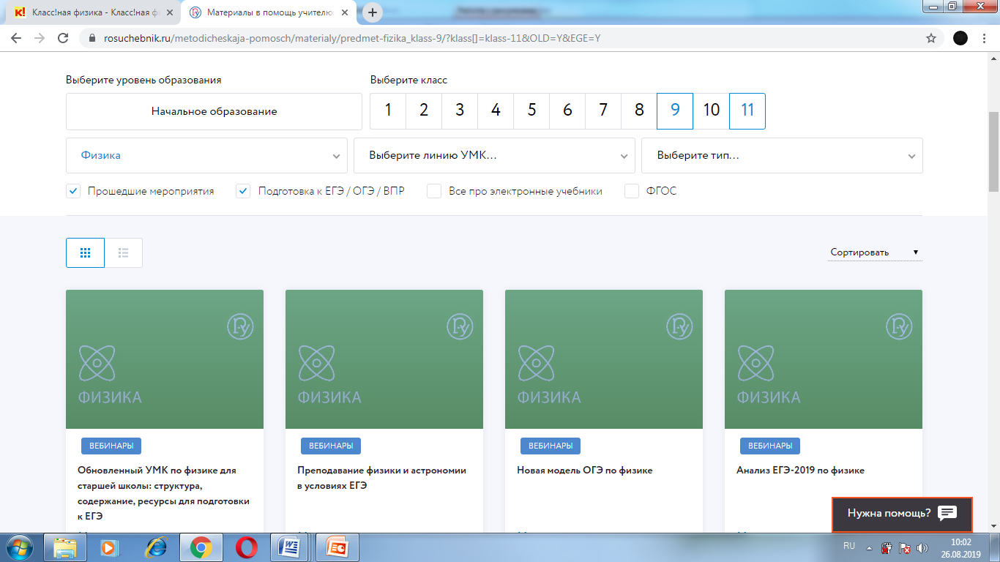 Класс!ная физика - Класс!ная ф
Материалы в помощь учителю
rosuchebnik.ru/metodicheskaja-pomosch/materialy/predmet-fizika_klass-9/?klass[]=klass-11&OLD=Y&EGE=Y
Выберите уровень образования
Выберите класс
Начальное образование
1 2 3 4 5 6 7 8 9 10 11
Физика
Выберите линию УМК...
Выберите тип...
Прошедшие мероприятия
Подготовка к ЕГЭ / ОГЭ / ВПР
Все про электронные учебники
ФГОС
Сортировать
ФИЗИКА
ВЕБИНАРЫ
Обновленный УМК по физике для
старшей школы: структура,
содержание, ресурсы для подготовки
к ЕГЭ
ФИЗИКА
ВЕБИНАРЫ
Преподавание физики и астрономии
в условиях ЕГЭ
ФИЗИКА
ВЕБИНАРЫ
Новая модель ОГЭ по физике
ФИЗИКА
ВЕБИНАРЫ
Анализ ЕГЭ-2019 по физике
Нужна помощь?
RU
10:02
26.08.2019